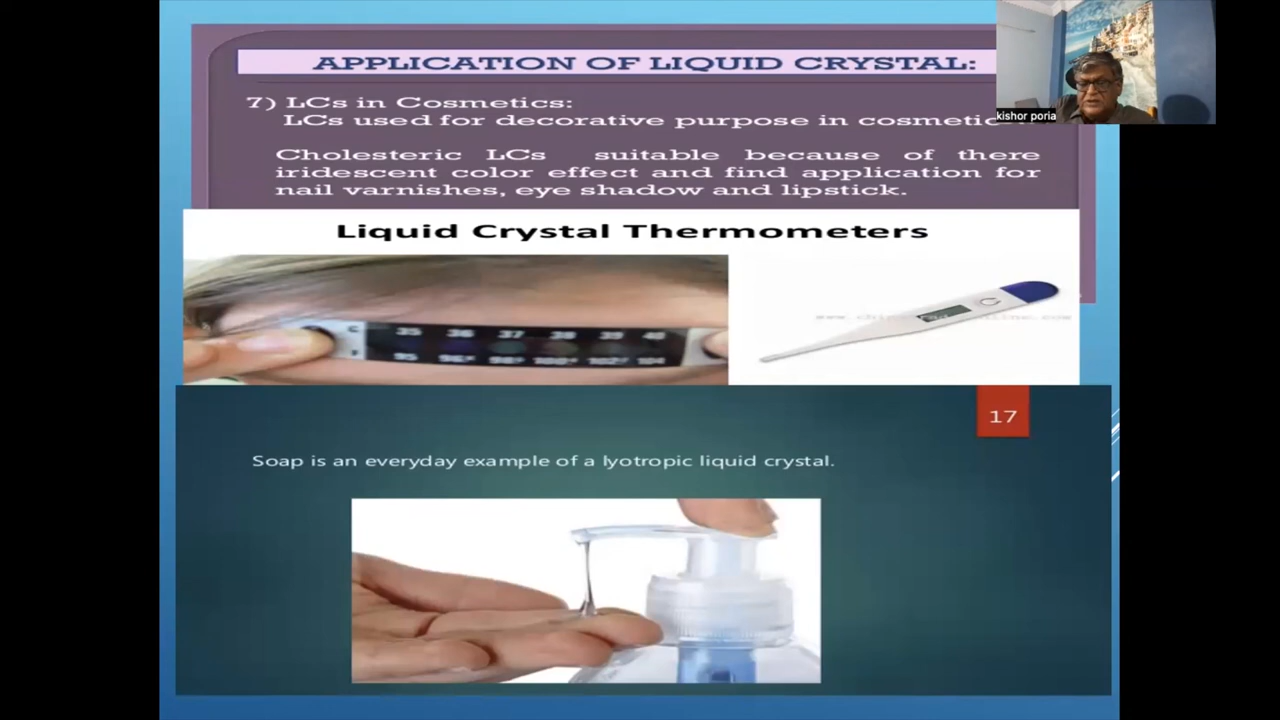 APPLICATION OF LIQUID CRYSTAL:
kishor poria
7) LCs in Cosmetics:
LCs used for decorative purpose in
Cholesteric LCs suitable because of there
iridescent color effect and find application for
nail varnishes, eye shadow and lipstick.
Liquid Crystal Thermometers
C 35 36 37 38 39 40
F 95 104
17
Soap is an everyday example of a lyotropic liquid crystal.